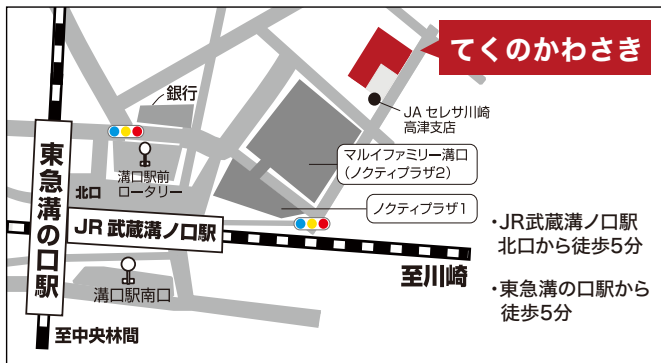 てくのかわさき
銀行
JA セレサ川崎
高津支店
マルイファミリー溝口
（ノクティプラザ2）
溝口駅前
ロータリー
北口
東急溝の口駅
ノクティプラザ1
JR 武蔵溝ノ口駅
至川崎
溝口駅南口
至中央林間
・JR武蔵溝ノ口駅
北口から徒歩5分
・東急溝の口駅から
徒歩5分